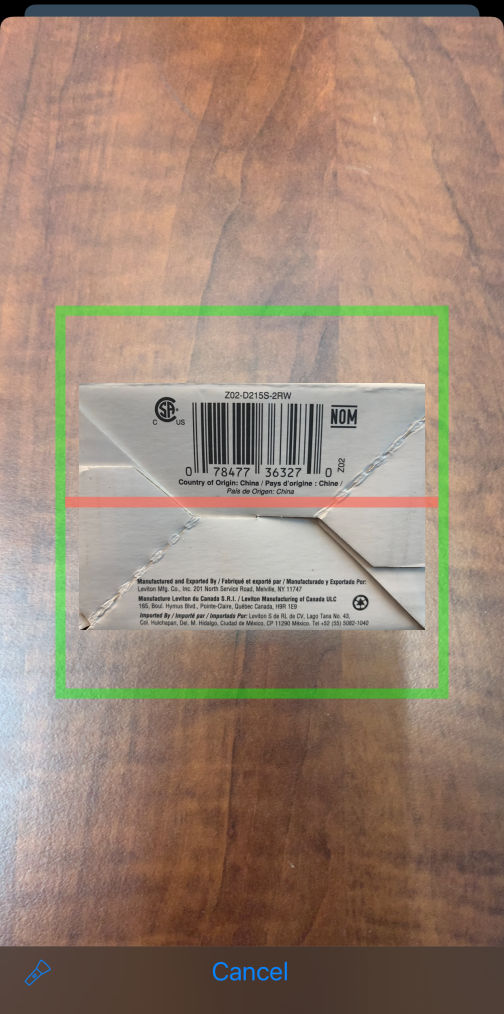 Z02-D215S-2RW
CSA
C US
NOM
0 78477 36327 0
Z02
Country of Origin: China / Pays d'origine : Chine /
País de Origen: China
Manufactured and Exported By / Fabriqué et exporté par / Manufacturado y Exportado Por:
Leviton Mfg. Co., Inc. 201 North Service Road, Melville, NY 11747
Manufacture Leviton du Canada S.R.I. / Leviton Manufacturing of Canada ULC
165, Boul. Hymus Blvd., Pointe-Claire, Québec Canada, H9R 1E9
Imported By / Importé par / Importado Por: Leviton S de RL de CV, Lago Tana No. 43,
Col. Huichapan, Del. M. Hidalgo, Ciudad de México, CP 11290 México. Tel +52 (55) 5082-1040
Cancel